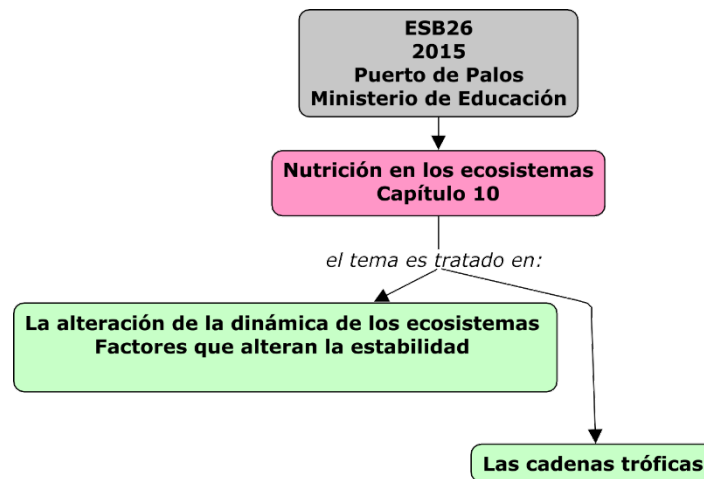 ESB26
2015
Puerto de Palos
Ministerio de Educación
Nutrición en los ecosistemas
Capítulo 10
el tema es tratado en:
La alteración de la dinámica de los ecosistemas
Factores que alteran la estabilidad
Las cadenas tróficas